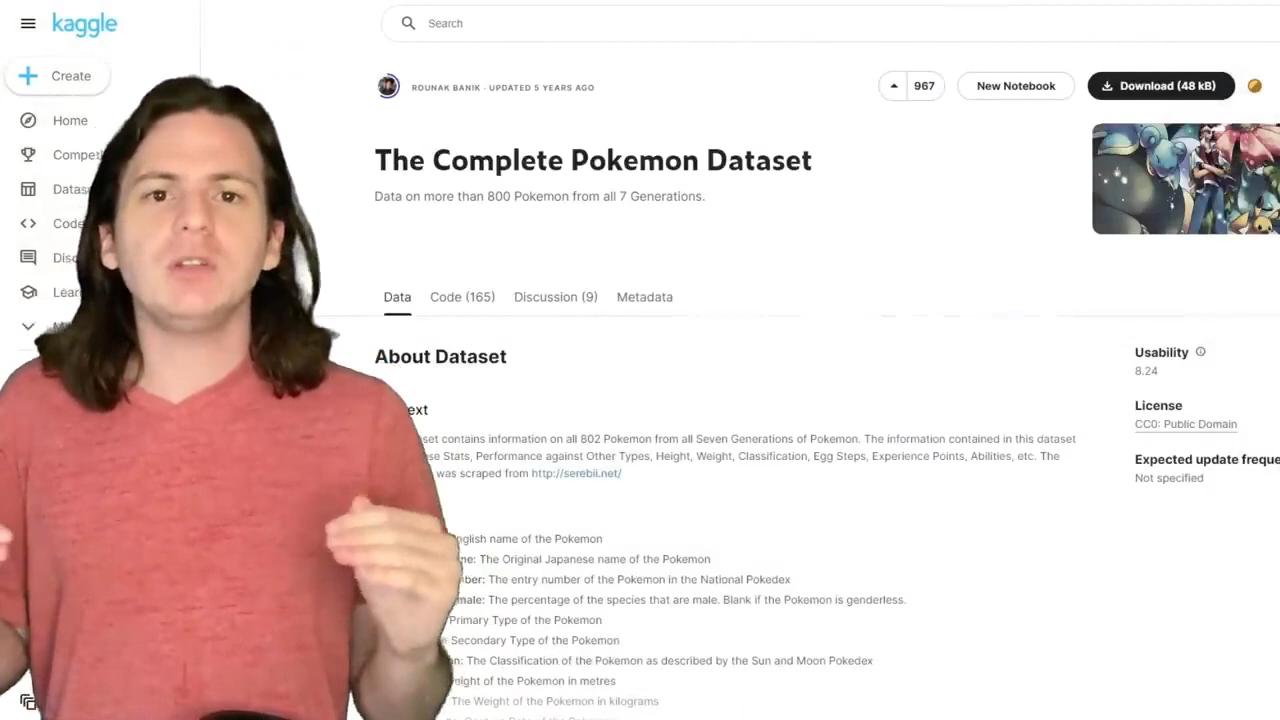 kaggle
Search
Create
ROUNAK BANIK · UPDATED 5 YEARS AGO
967
New Notebook
Download (48 kB)
Home
The Complete Pokemon Dataset
Data on more than 800 Pokemon from all 7 Generations.
Code
Data
Code (165)
Discussion (9)
Metadata
About Dataset
Usability
8.24
License
CC0: Public Domain
Expected update freque
Not specified
set contains information on all 802 Pokemon from all Seven Generations of Pokemon. The information contained in this dataset
se Stats, Performance against Other Types, Height, Weight, Classification, Egg Steps, Experience Points, Abilities, etc. The
was scraped from http://serebii.net/
nglish name of the Pokemon
ne: The Original Japanese name of the Pokemon
ber: The entry number of the Pokemon in the National Pokedex
male: The percentage of the species that are male. Blank if the Pokemon is genderless.
Primary Type of the Pokemon
Secondary Type of the Pokemon
n: The Classification of the Pokemon as described by the Sun and Moon Pokedex
eight of the Pokemon in metres
The Weight of the Pokemon in kilograms